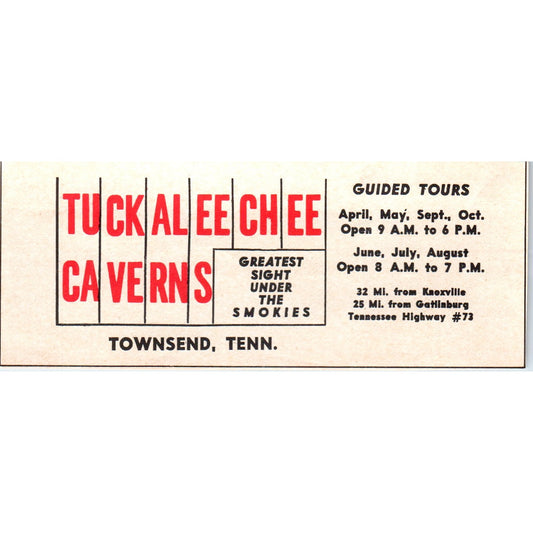 TUCKALEECHEE
CAVERNS
GREATEST
SIGHT
UNDER
THE
SMOKIES
TOWNSEND, TENN.
GUIDED TOURS
April, May, Sept., Oct.
Open 9 A.M. to 6 P.M.
June, July, August
Open 8 A.M. to 7 P.M.
32 Mi. from Knoxville
25 Mi. from Gatlinburg
Tennessee Highway #73